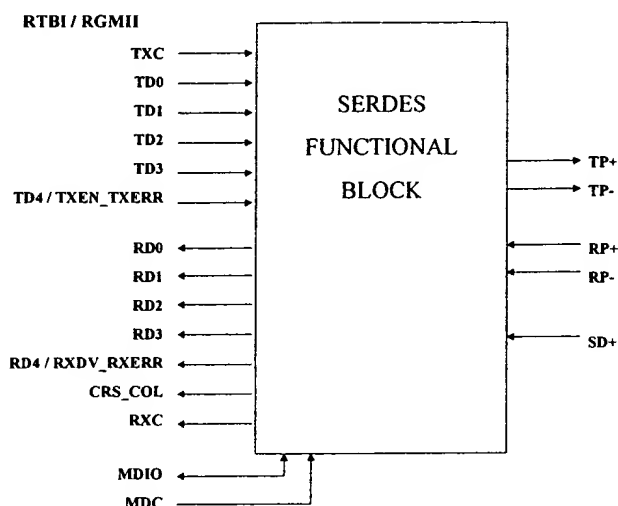 RTBI / RGMII
TXC
TD0
TD1
TD2
TD3
TD4 / TXEN_TXERR
RD0
RD1
RD2
RD3
RD4 / RXDV_RXERR
CRS_COL
RXC
MDIO
MDC
SERDES
FUNCTIONAL
BLOCK
TP+
TP-
RP+
RP-
SD+